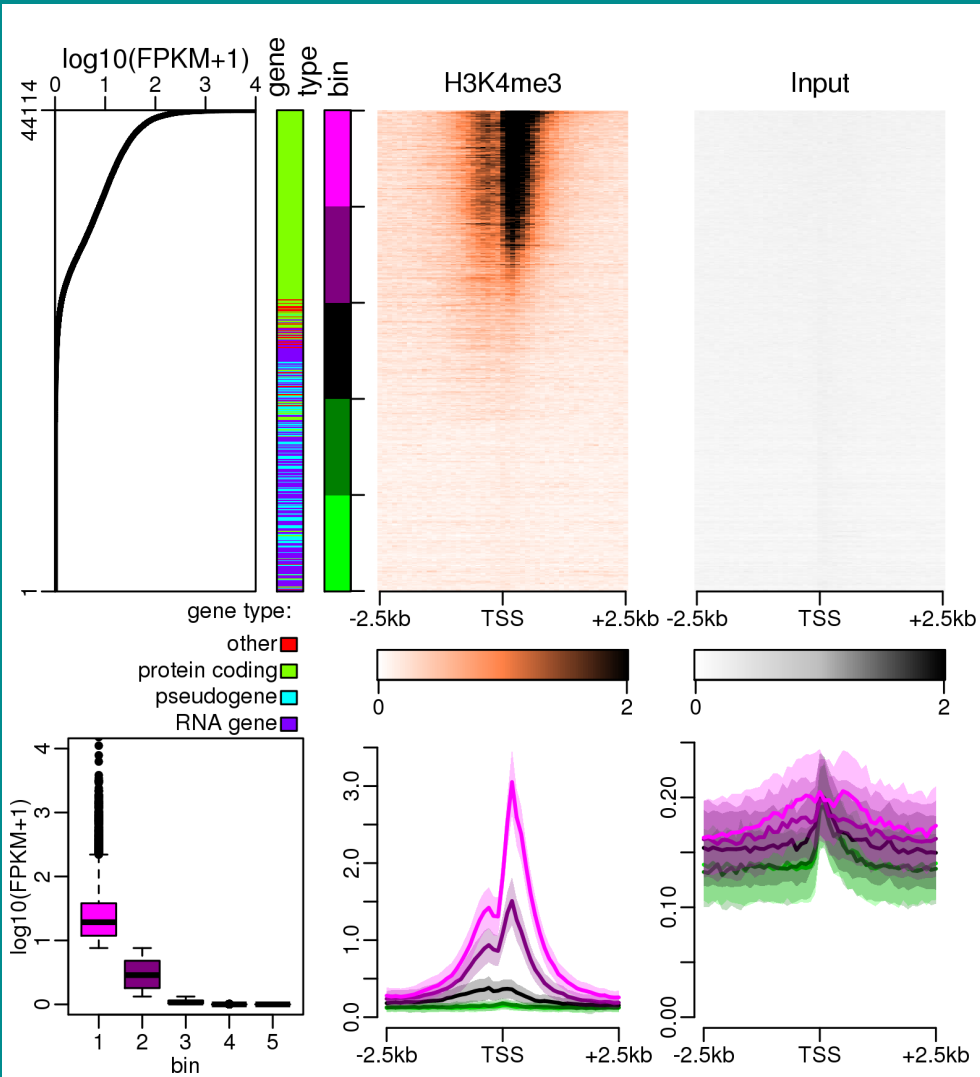 log10(FPKM+1)
0 1 2 3 4
44114
1
gene
type
bin
H3K4me3
Input
-2.5kb TSS +2.5kb
-2.5kb TSS +2.5kb
gene type:
other
protein coding
pseudogene
RNA gene
0 2
0 2
log10(FPKM+1)
4
3
2
1
0
1 2 3 4 5
bin
3.0
2.0
1.0
0.0
-2.5kb TSS +2.5kb
0.20
0.10
0.00
-2.5kb TSS +2.5kb